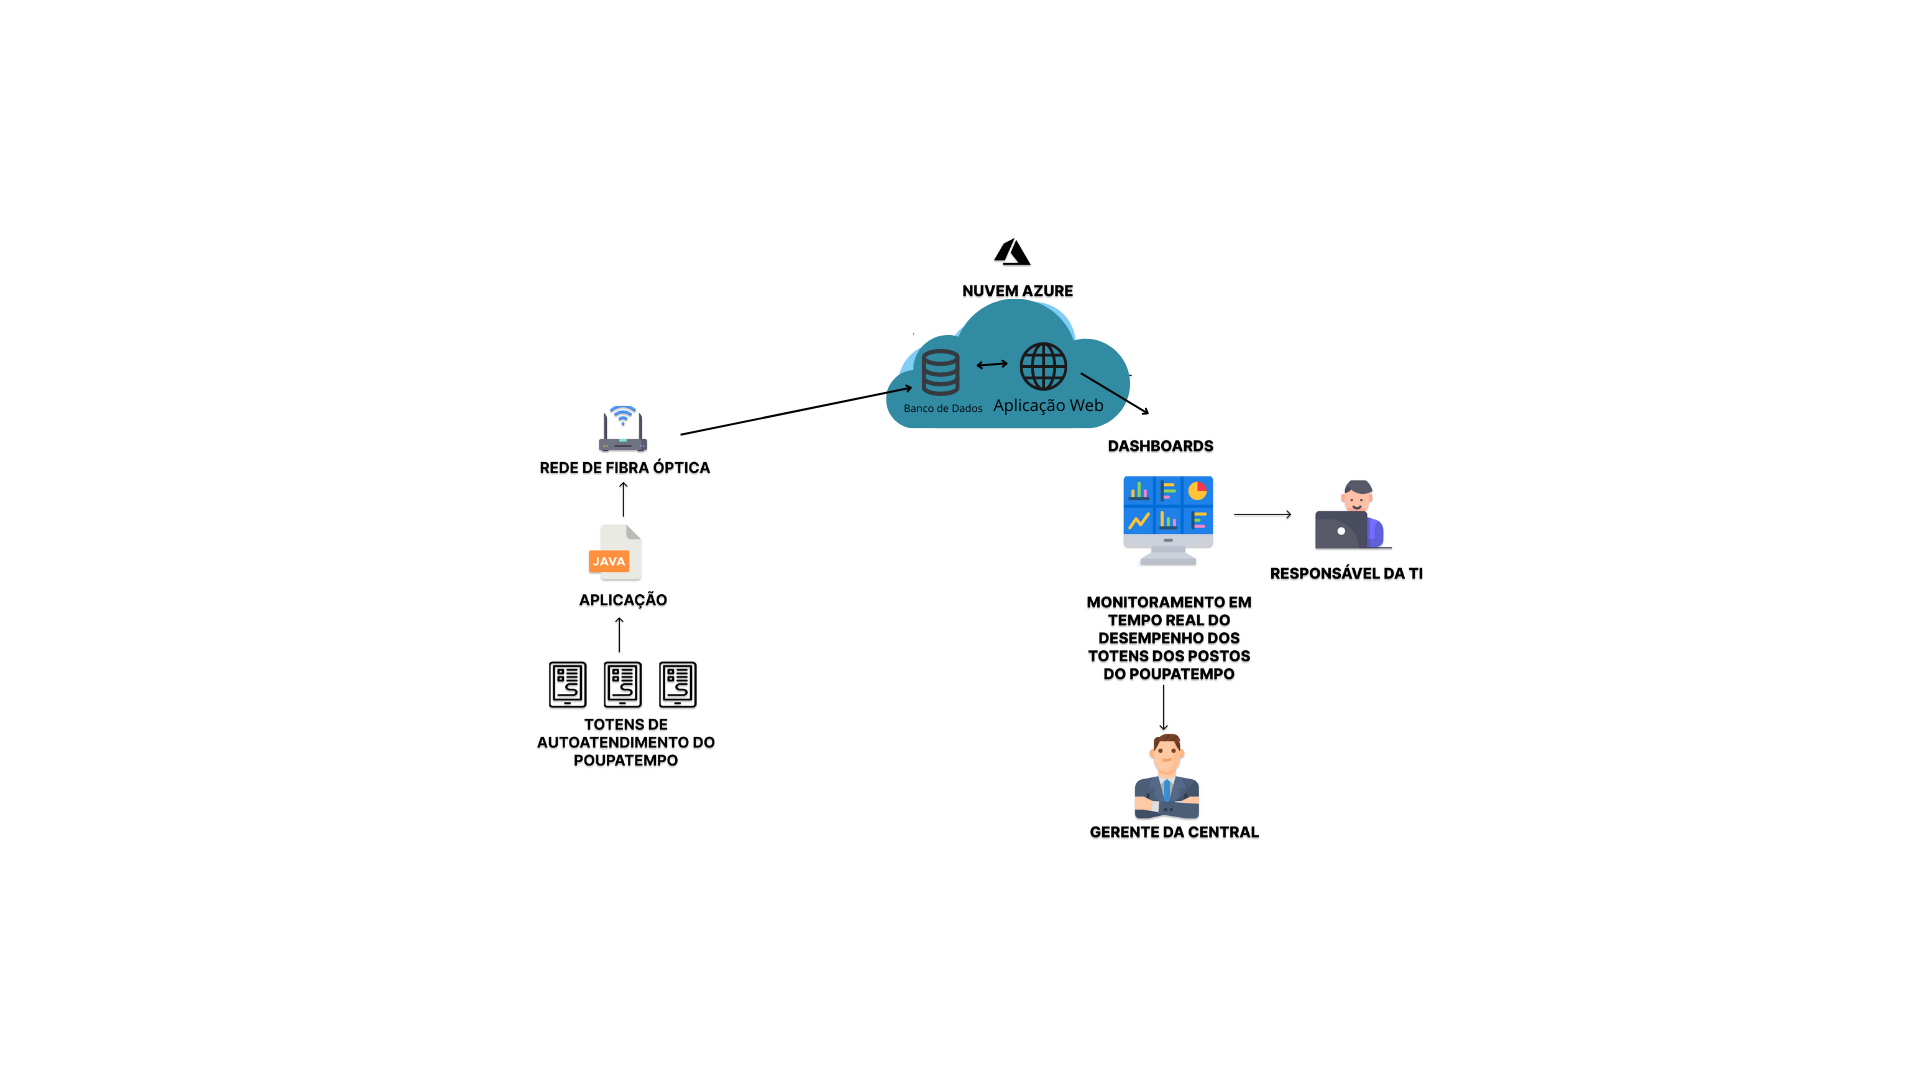 NUVEM AZURE
Banco de Dados
Aplicação Web
REDE DE FIBRA ÓPTICA
JAVA
APLICAÇÃO
TOTENS DE
AUTOATENDIMENTO DO
POUPATEMPO
DASHBOARDS
RESPONSÁVEL DA TI
MONITORAMENTO EM
TEMPO REAL DO
DESEMPENHO DOS
TOTENS DOS POSTOS
DO POUPATEMPO
GERENTE DA CENTRAL